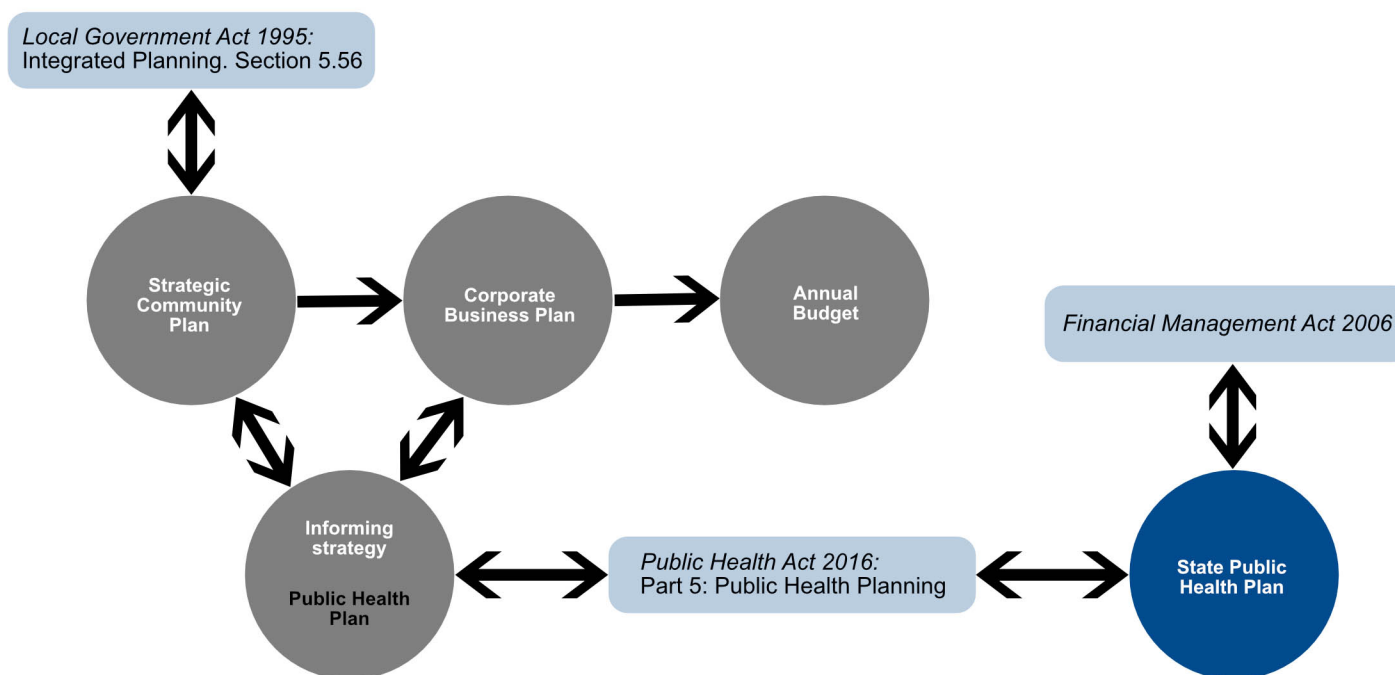 Local Government Act 1995:
Integrated Planning. Section 5.56
Strategic
Community
Plan
Corporate
Business Plan
Annual
Budget
Financial Management Act 2006
Informing
strategy
Public Health
Plan
Public Health Act 2016:
Part 5: Public Health Planning
State Public
Health Plan